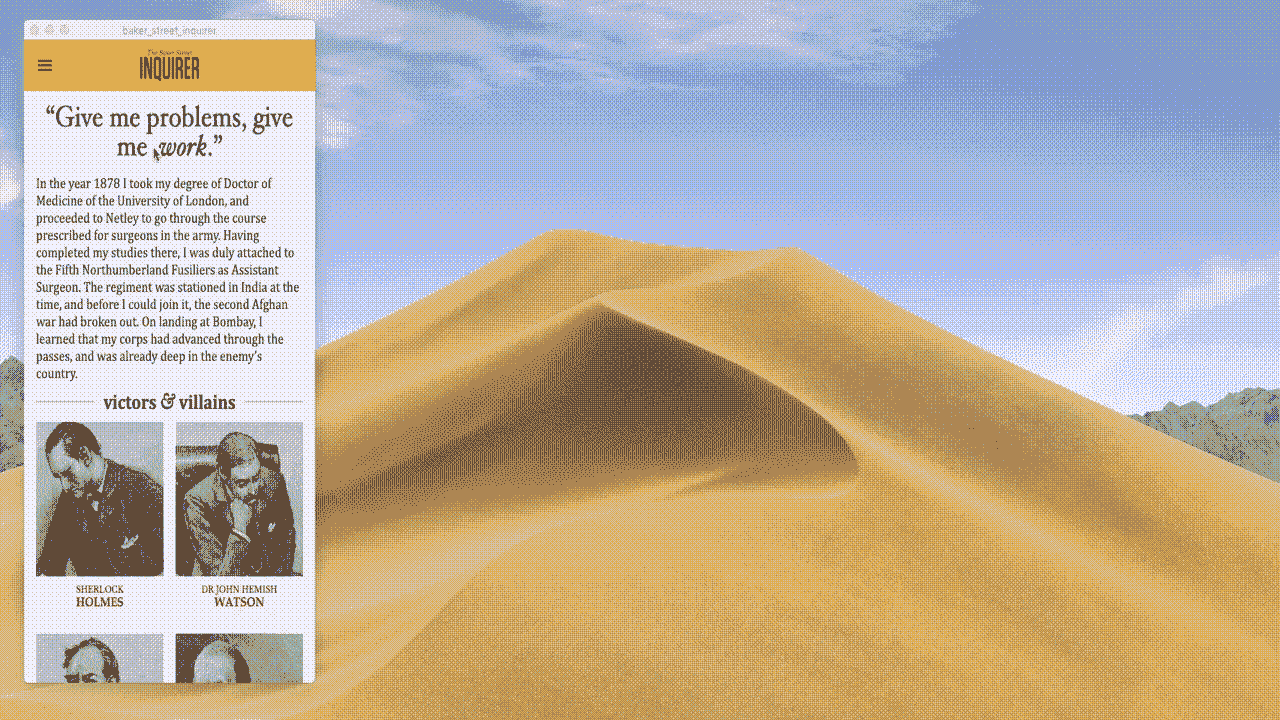 baker_street_inquirer
The Baker Street
INQUIRER
“Give me problems, give
me work.”
In the year 1878 I took my degree of Doctor of
Medicine of the University of London, and
proceeded to Netley to go through the course
prescribed for surgeons in the army. Having
completed my studies there, I was duly attached to
the Fifth Northumberland Fusiliers as Assistant
Surgeon. The regiment was stationed in India at the
time, and before I could join it, the second Afghan
war had broken out. On landing at Bombay, I
learned that my corps had advanced through the
passes, and was already deep in the enemy’s
country.
victors & villains
SHERLOCK
HOLMES
DR JOHN HEMISH
WATSON